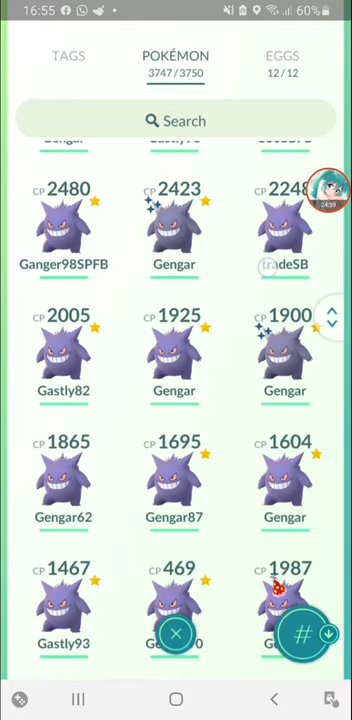 16:55
60%
TAGS
POKÉMON
EGGS
3747 / 3750
12 / 12
Search
CP 2480
CP 2423
CP 2248
24:39
Ganger98SPFB
Gengar
tradeSB
CP 2005
CP 1925
CP 1900
Gastly82
Gengar
Gengar
CP 1865
CP 1695
CP 1604
Gengar62
Gengar87
Gengar
CP 1467
CP 469
CP 1987
#
Gastly93